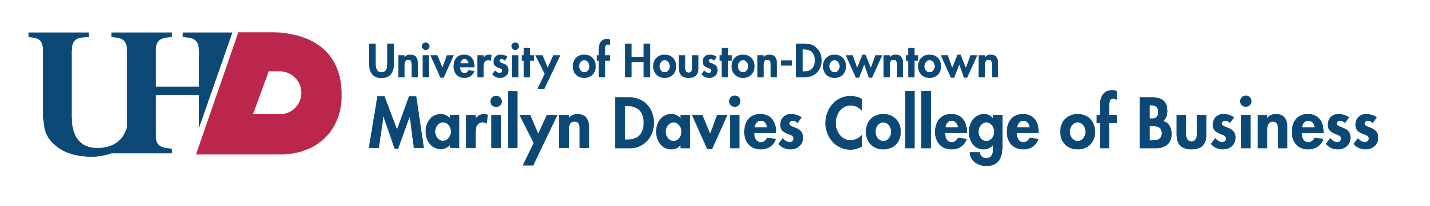 UHD
University of Houston-Downtown
Marilyn Davies College of Business